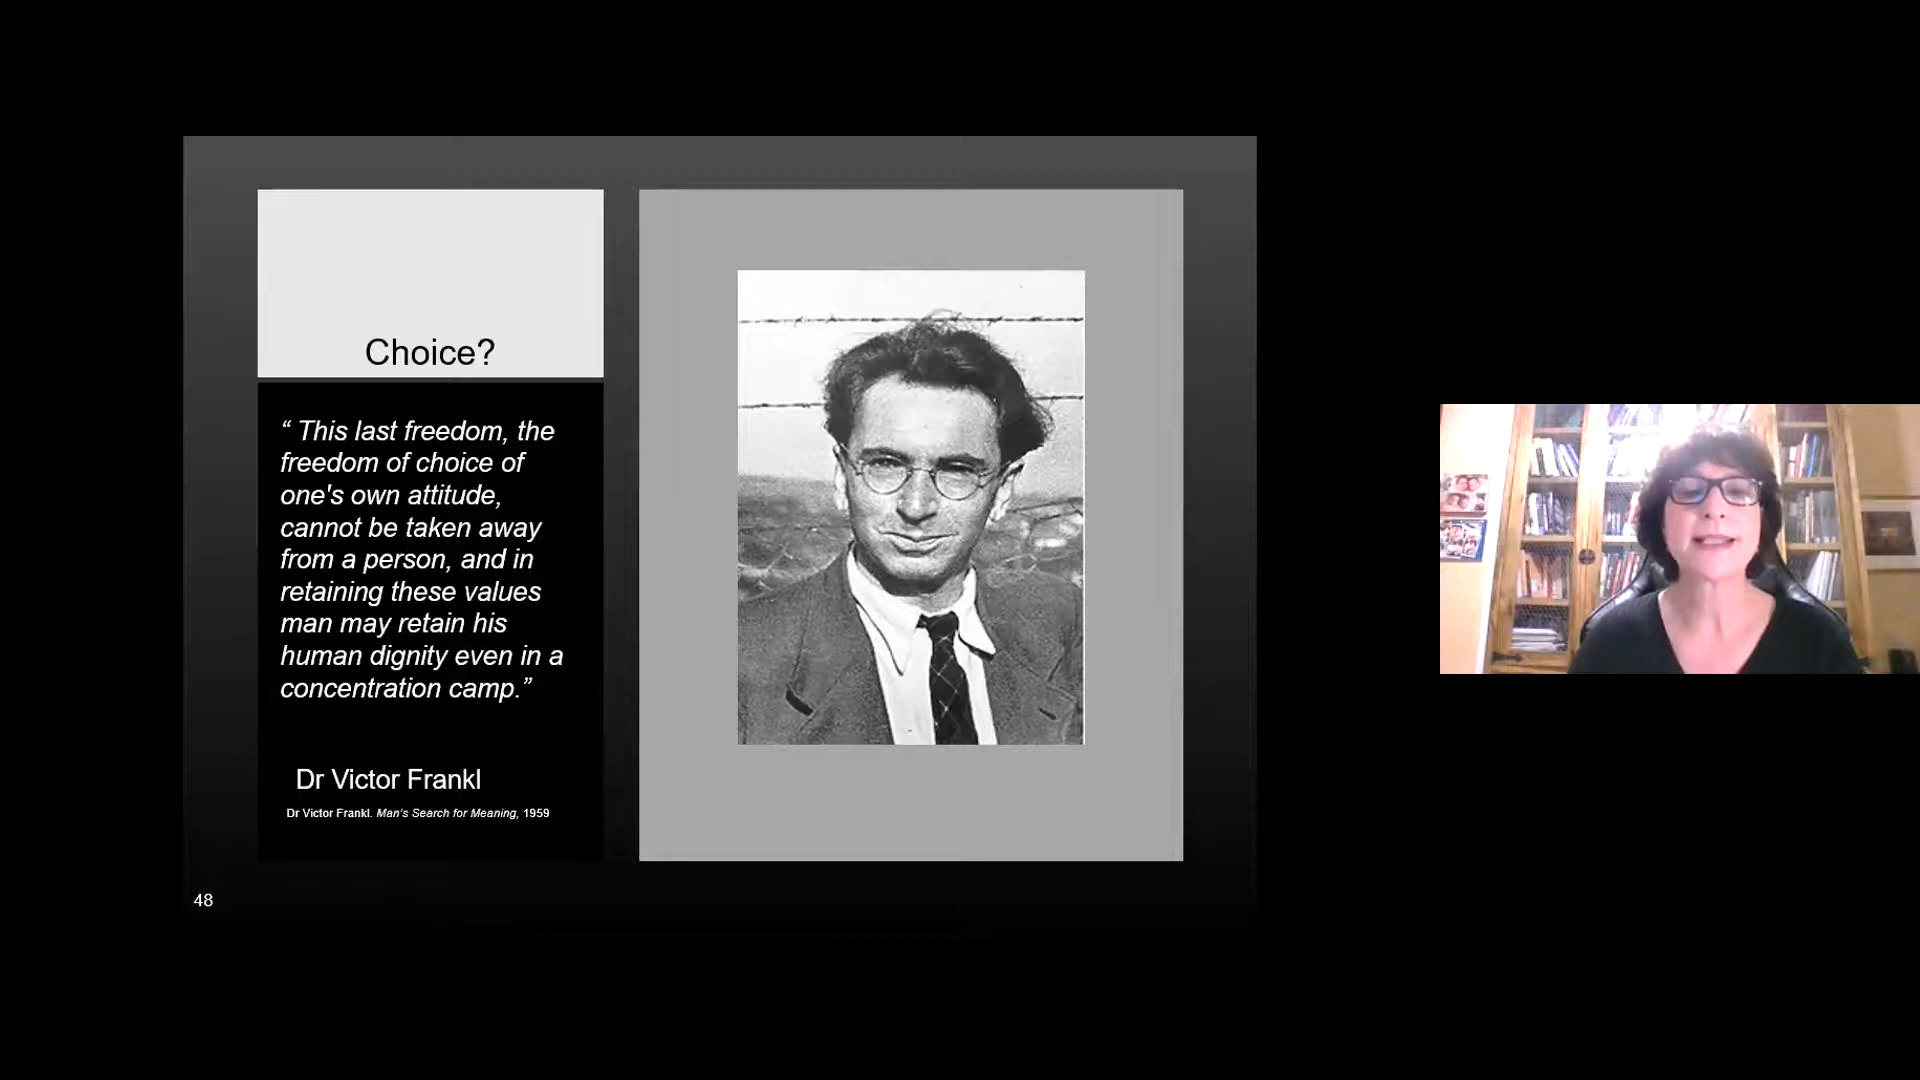 Choice?
“ This last freedom, the
freedom of choice of
one's own attitude,
cannot be taken away
from a person, and in
retaining these values
man may retain his
human dignity even in a
concentration camp.”
Dr Victor Frankl
Dr Victor Frankl. Man's Search for Meaning, 1959
48